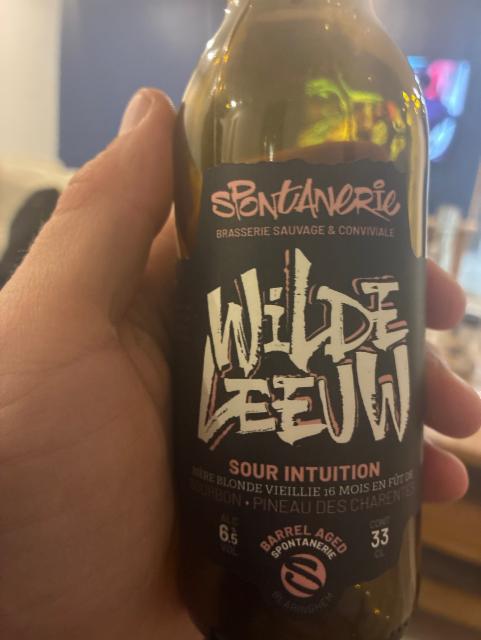 SPONTANERIE
BRASSERIE SAUVAGE & CONVIVIALE
WiLDE
LEEUW
SOUR INTUITION
BIÈRE BLONDE VIEILLIE 16 MOIS EN FÛT DE
BOURBON • PINEAU DES CHARENTES
ALC
6.5
VOL
BARREL AGED
SPONTANERIE
BLARINGHEM
CONT
33
CL